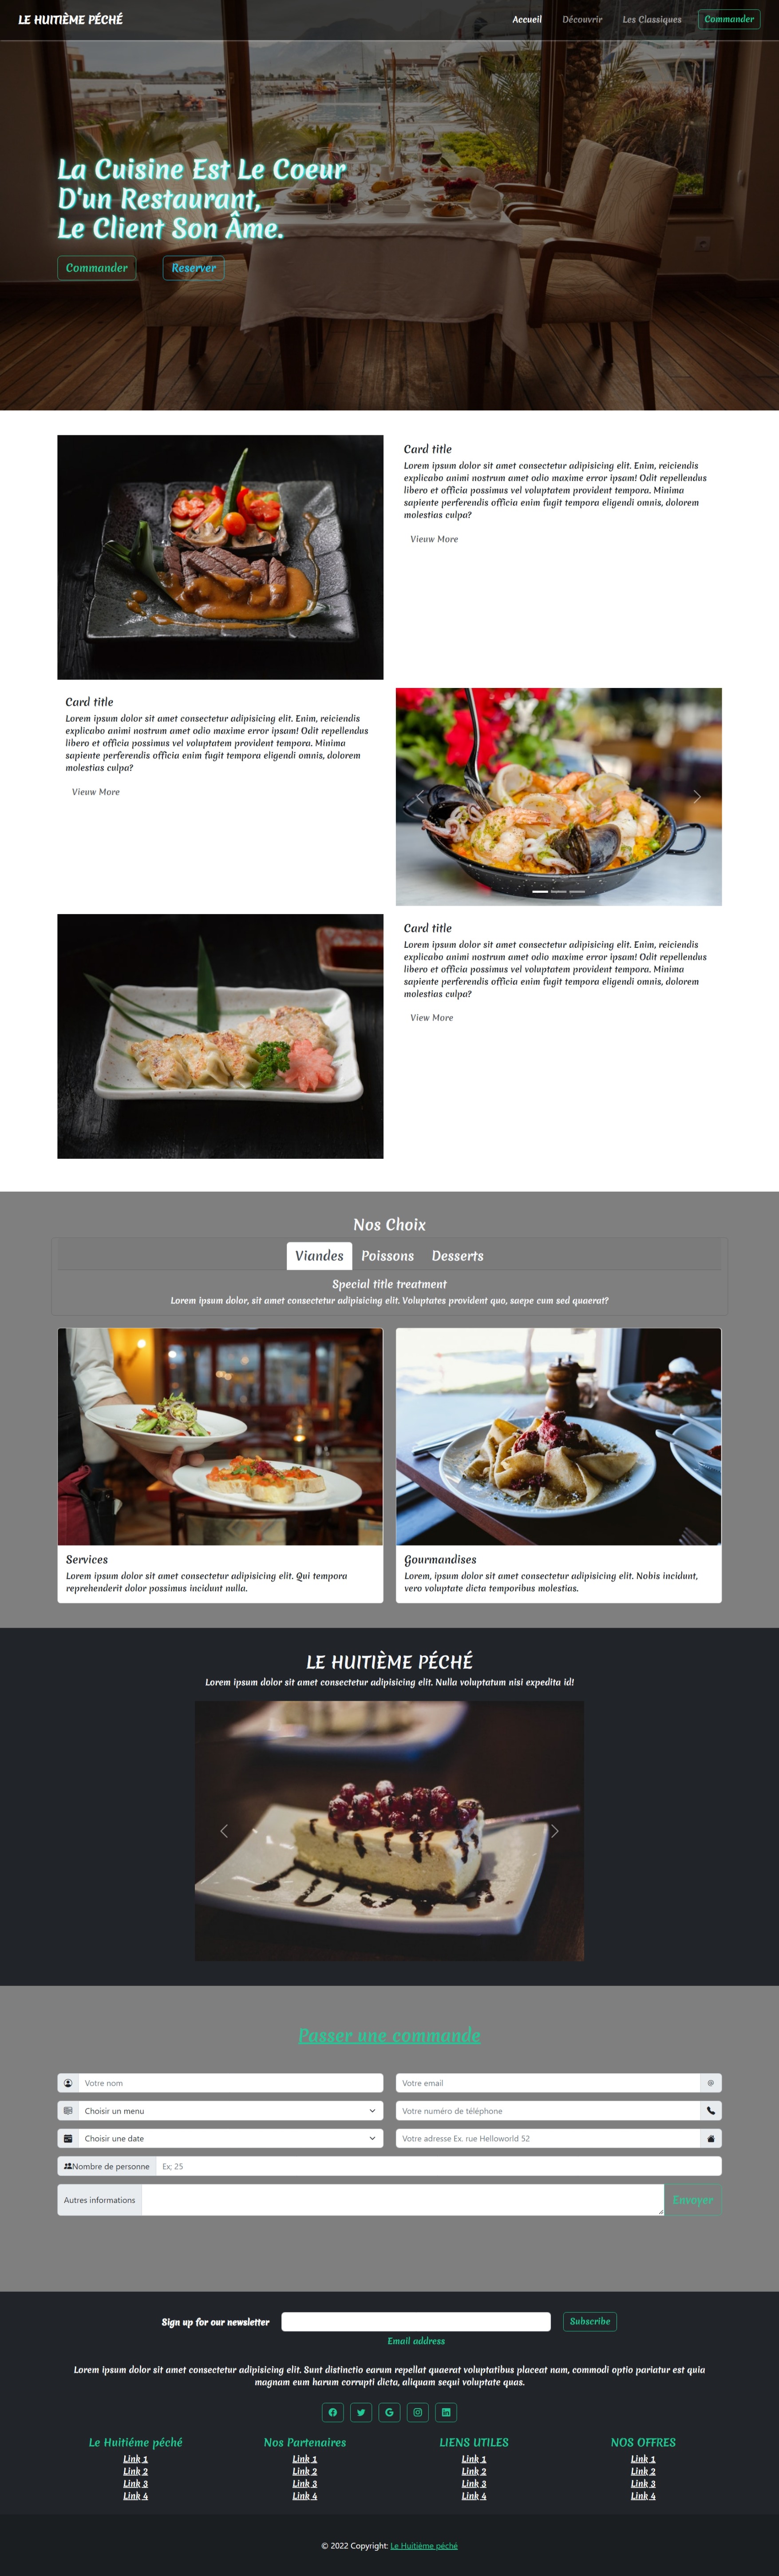 LE HUITIÈME PÉCHÉ
Accueil
Découvrir
Les Classiques
Commander
La Cuisine Est Le Coeur
D'un Restaurant,
Le Client Son Âme.
Commander
Reserver
Card title
Lorem ipsum dolor sit amet consectetur adipisicing elit. Enim, reiciendis
explicabo animi nostrum amet odio maxime error ipsam! Odit repellendus
libero et officia possimus vel voluptatem provident tempora. Minima
sapiente perferendis officia enim fugit tempora eligendi omnis, dolorem
molestias culpa?
Vieuw More
Card title
Lorem ipsum dolor sit amet consectetur adipisicing elit. Enim, reiciendis
explicabo animi nostrum amet odio maxime error ipsam! Odit repellendus
libero et officia possimus vel voluptatem provident tempora. Minima
sapiente perferendis officia enim fugit tempora eligendi omnis, dolorem
molestias culpa?
Vieuw More
Card title
Lorem ipsum dolor sit amet consectetur adipisicing elit. Enim, reiciendis
explicabo animi nostrum amet odio maxime error ipsam! Odit repellendus
libero et officia possimus vel voluptatem provident tempora. Minima
sapiente perferendis officia enim fugit tempora eligendi omnis, dolorem
molestias culpa?
View More
Nos Choix
Viandes
Poissons
Desserts
Special title treatment
Lorem ipsum dolor, sit amet consectetur adipisicing elit. Voluptates provident quo, saepe cum sed quaerat?
Services
Lorem ipsum dolor sit amet consectetur adipisicing elit. Qui tempora
reprehenderit dolor possimus incidunt nulla.
Gourmandises
Lorem, ipsum dolor sit amet consectetur adipisicing elit. Nobis incidunt,
vero voluptate dicta temporibus molestias.
LE HUITIÈME PÉCHÉ
Lorem ipsum dolor sit amet consectetur adipisicing elit. Nulla voluptatum nisi expedita id!
Passer une commande
Votre nom
Votre email
@
Choisir un menu
Votre numéro de téléphone
Choisir une date
Votre adresse Ex. rue Helloworld 52
Nombre de personne
Ex; 25
Autres informations
Envoyer
Sign up for our newsletter
Subscribe
Email address
Lorem ipsum dolor sit amet consectetur adipisicing elit. Sunt distinctio earum repellat quaerat voluptatibus placeat nam, commodi optio pariatur est quia
magnam eum harum corrupti dicta, aliquam sequi voluptate quas.
Le Huitiéme péché
Link 1
Link 2
Link 3
Link 4
Nos Partenaires
Link 1
Link 2
Link 3
Link 4
LIENS UTILES
Link 1
Link 2
Link 3
Link 4
NOS OFFRES
Link 1
Link 2
Link 3
Link 4
© 2022 Copyright: Le Huitième péché